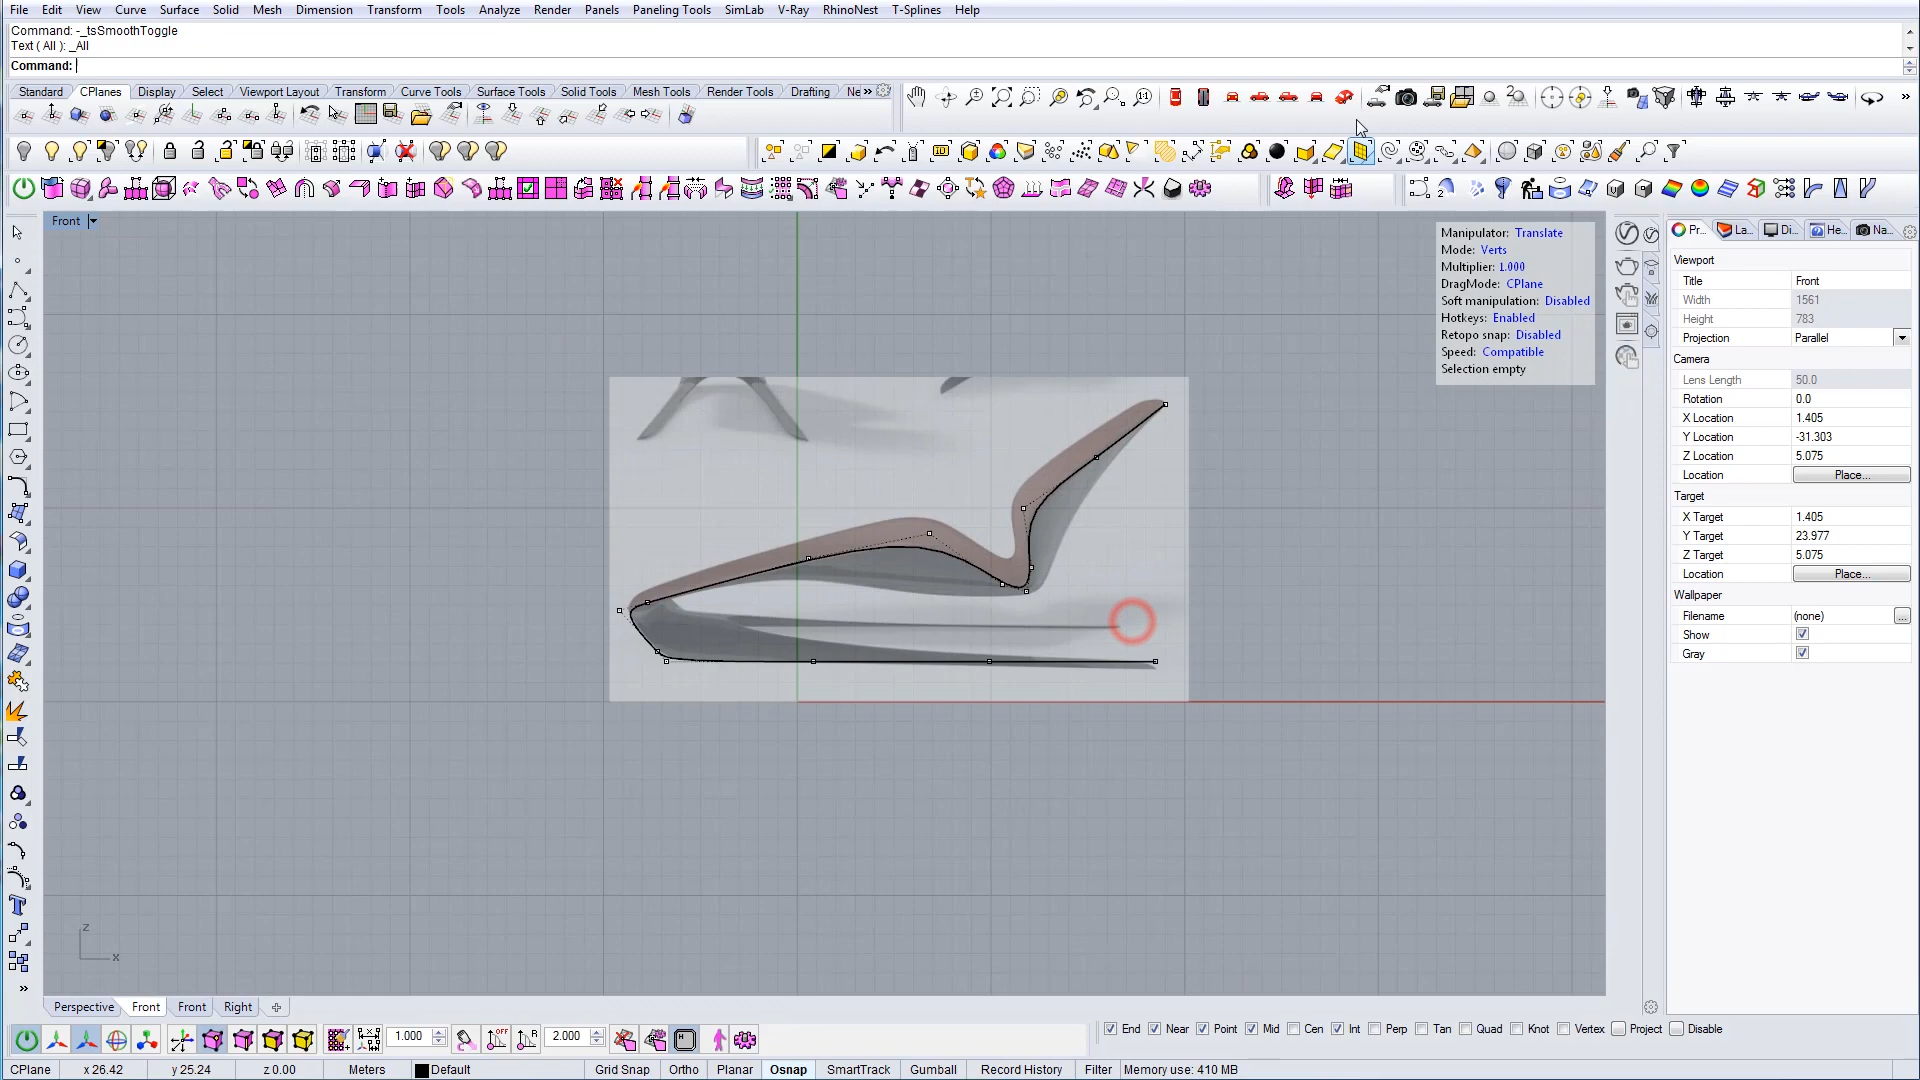 File Edit View Curve Surface Solid Mesh Dimension Transform Tools Analyze Render Panels Paneling Tools SimLab V-Ray RhinoNest T-Splines Help
Command: -_tsSmoothToggle
Text ( All ): _All
Command:
Standard CPlanes Display Select Viewport Layout Transform Curve Tools Surface Tools Solid Tools Mesh Tools Render Tools Drafting Ne »
Front
Manipulator: Translate
Mode: Verts
Multiplier: 1.000
DragMode: CPlane
Soft manipulation: Disabled
Hotkeys: Enabled
Retopo snap: Disabled
Speed: Compatible
Selection empty
Pr... La... Di... He... Na...
Viewport
Title Front
Width 1561
Height 783
Projection Parallel
Camera
Lens Length 50.0
Rotation 0.0
X Location 1.405
Y Location -31.303
Z Location 5.075
Location Place...
Target
X Target 1.405
Y Target 23.977
Z Target 5.075
Location Place...
Wallpaper
Filename (none) ...
Show
Gray
z
x
Perspective Front Front Right
1.000 OFF R 2.000 H
End Near Point Mid Cen Int Perp Tan Quad Knot Vertex Project Disable
CPlane x 26.42 y 25.24 z 0.00 Meters Default Grid Snap Ortho Planar Osnap SmartTrack Gumball Record History Filter Memory use: 410 MB